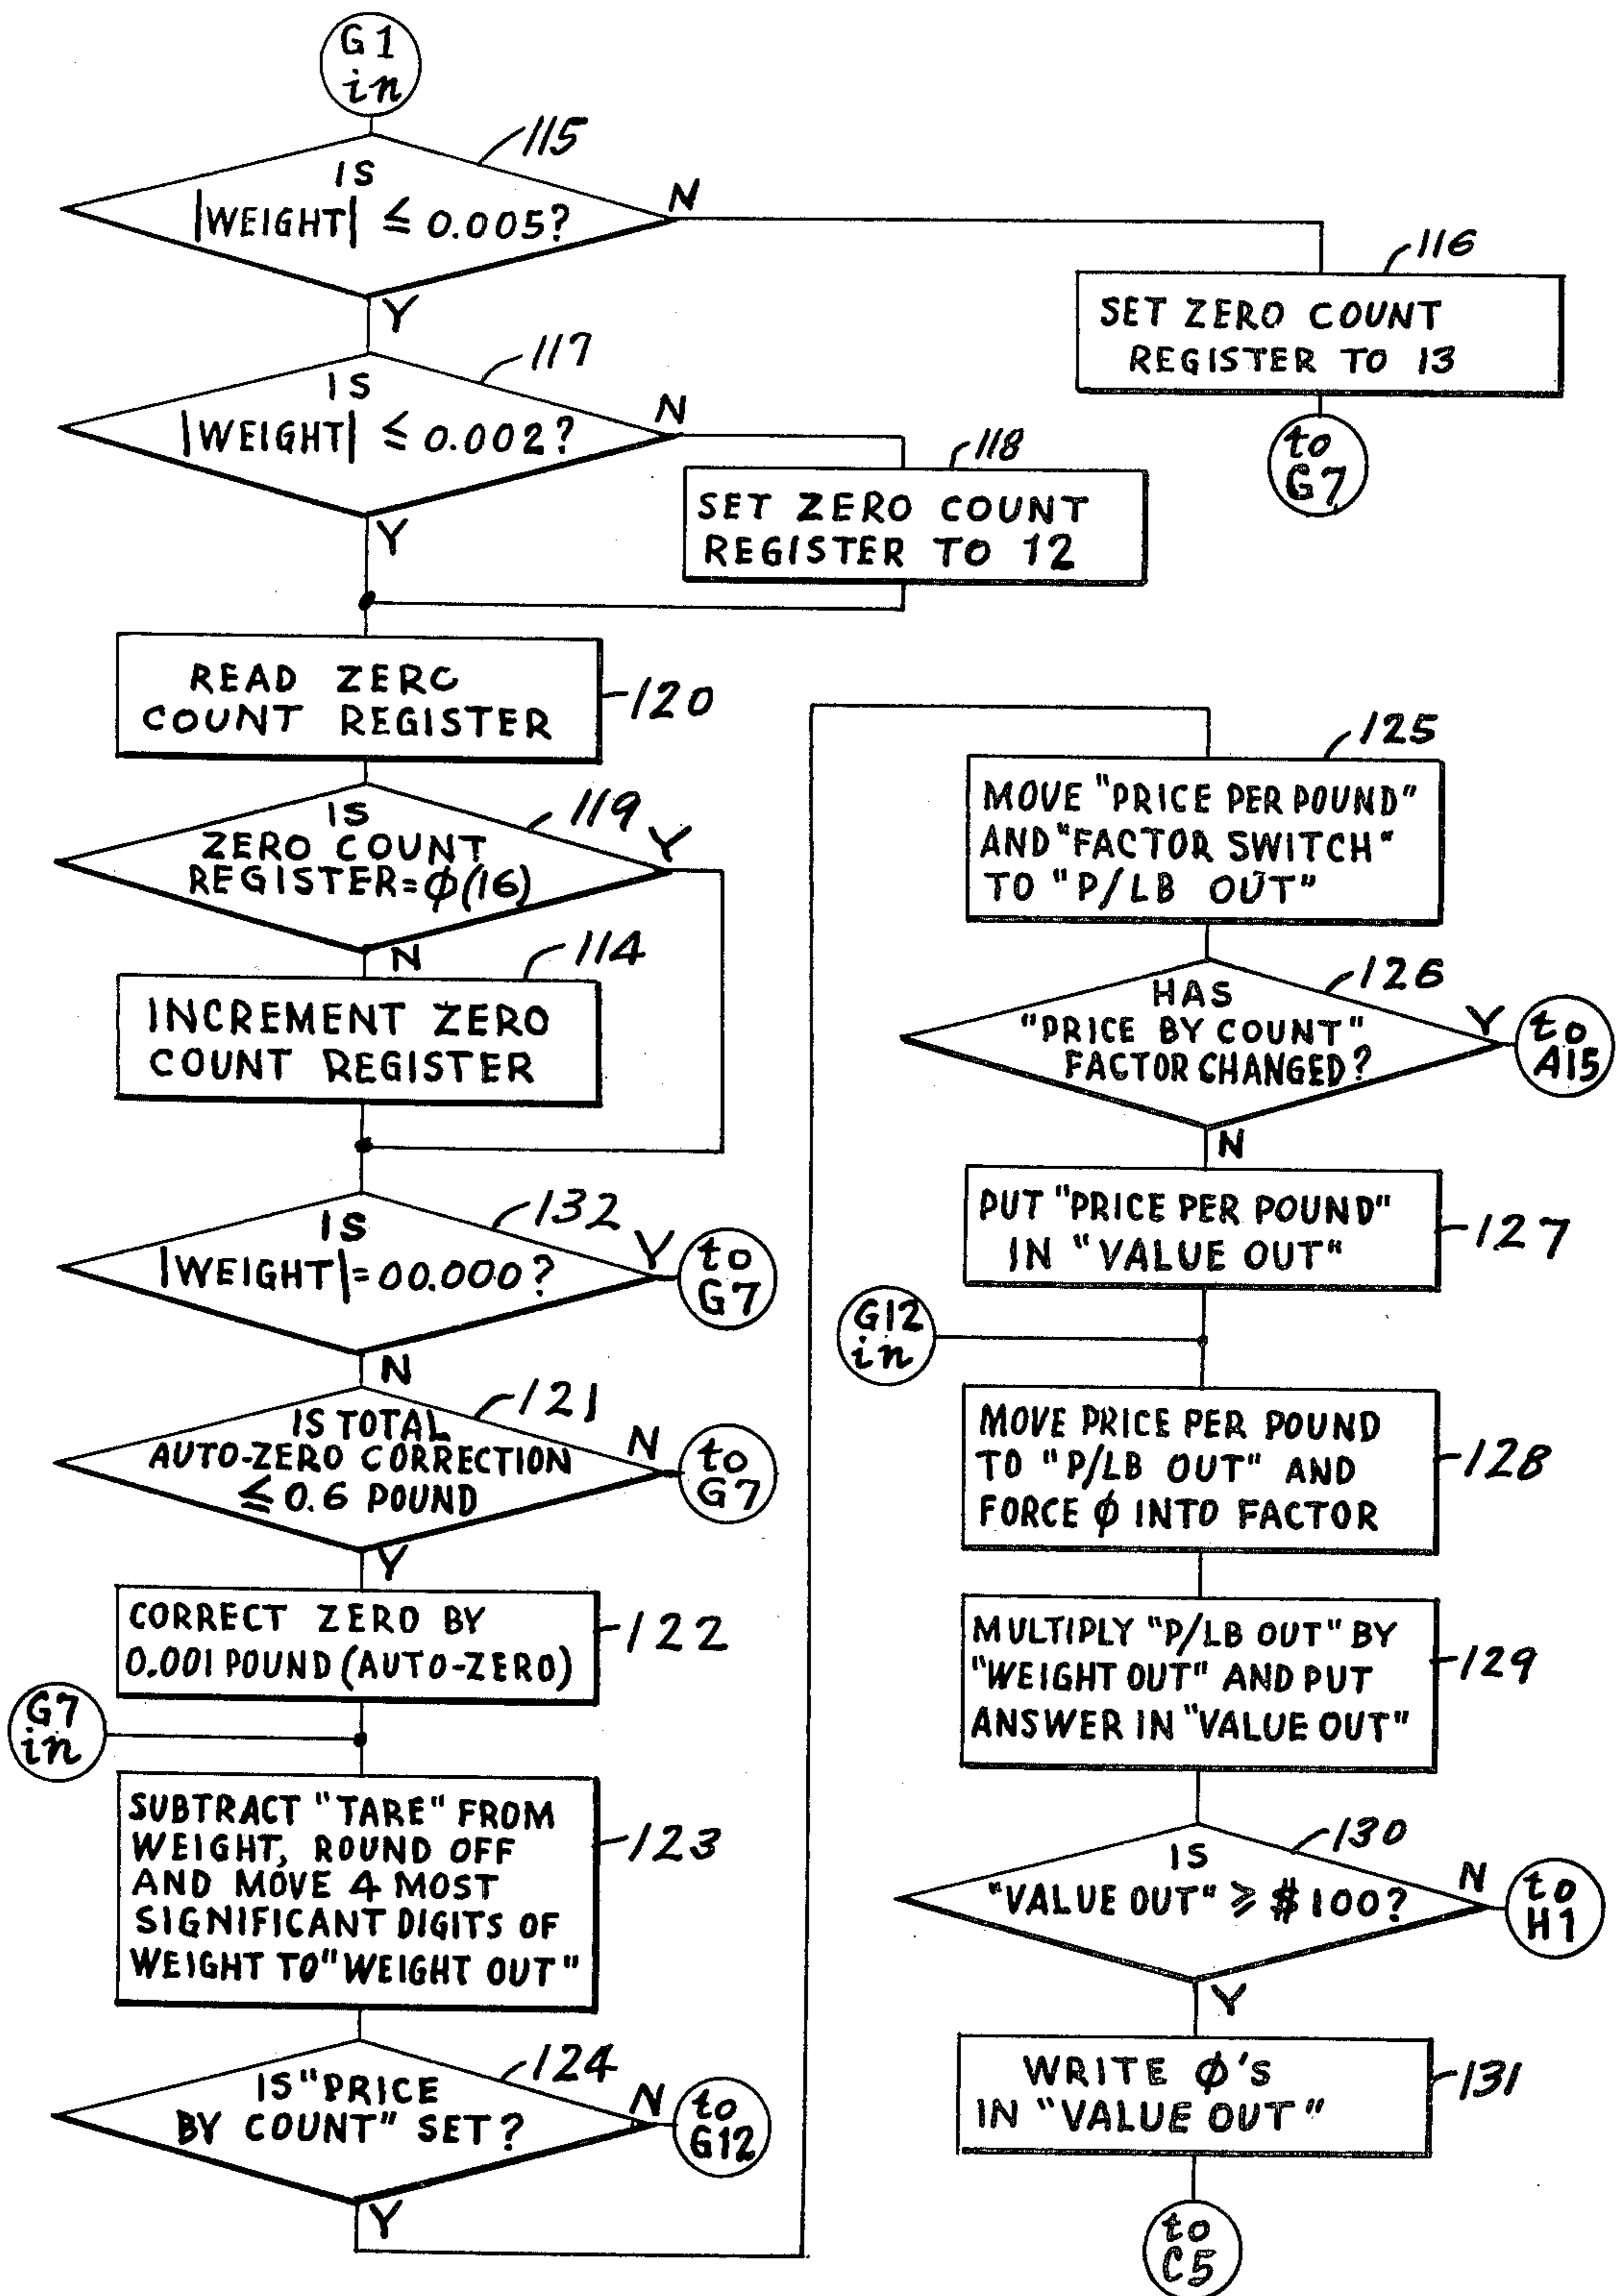 G1
in
115
IS
|WEIGHT| ≤ 0.005?
N
Y
116
SET ZERO COUNT
REGISTER TO 13
to
G7
117
IS
|WEIGHT| ≤ 0.002?
N
Y
118
SET ZERO COUNT
REGISTER TO 12
READ ZERO
COUNT REGISTER
120
119
IS
ZERO COUNT
REGISTER=φ(16)
Y
N
114
INCREMENT ZERO
COUNT REGISTER
132
IS
|WEIGHT|=00.000?
Y
to
G7
N
121
IS TOTAL
AUTO-ZERO CORRECTION
≤ 0.6 POUND
N
to
G7
Y
CORRECT ZERO BY
0.001 POUND (AUTO-ZERO)
122
G7
in
SUBTRACT "TARE" FROM
WEIGHT, ROUND OFF
AND MOVE 4 MOST
SIGNIFICANT DIGITS OF
WEIGHT TO "WEIGHT OUT"
123
124
IS "PRICE
BY COUNT" SET?
N
to
G12
Y
125
MOVE "PRICE PER POUND"
AND "FACTOR SWITCH"
TO "P/LB OUT"
126
HAS
"PRICE BY COUNT"
FACTOR CHANGED?
Y
to
A15
N
PUT "PRICE PER POUND"
IN "VALUE OUT"
127
G12
in
MOVE PRICE PER POUND
TO "P/LB OUT" AND
FORCE φ INTO FACTOR
128
MULTIPLY "P/LB OUT" BY
"WEIGHT OUT" AND PUT
ANSWER IN "VALUE OUT"
129
130
IS
"VALUE OUT" ≥ $100?
N
to
H1
Y
WRITE φ'S
IN "VALUE OUT"
131
to
C5